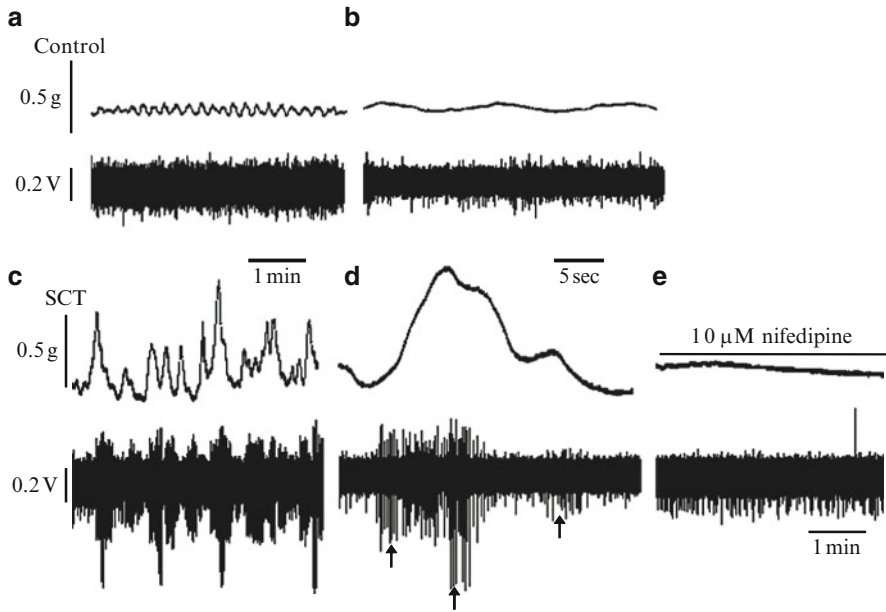 a
b
Control
0.5 g
0.2 V
1 min
5 sec
c
d
e
SCT
10 µM nifedipine
0.5 g
0.2 V
1 min